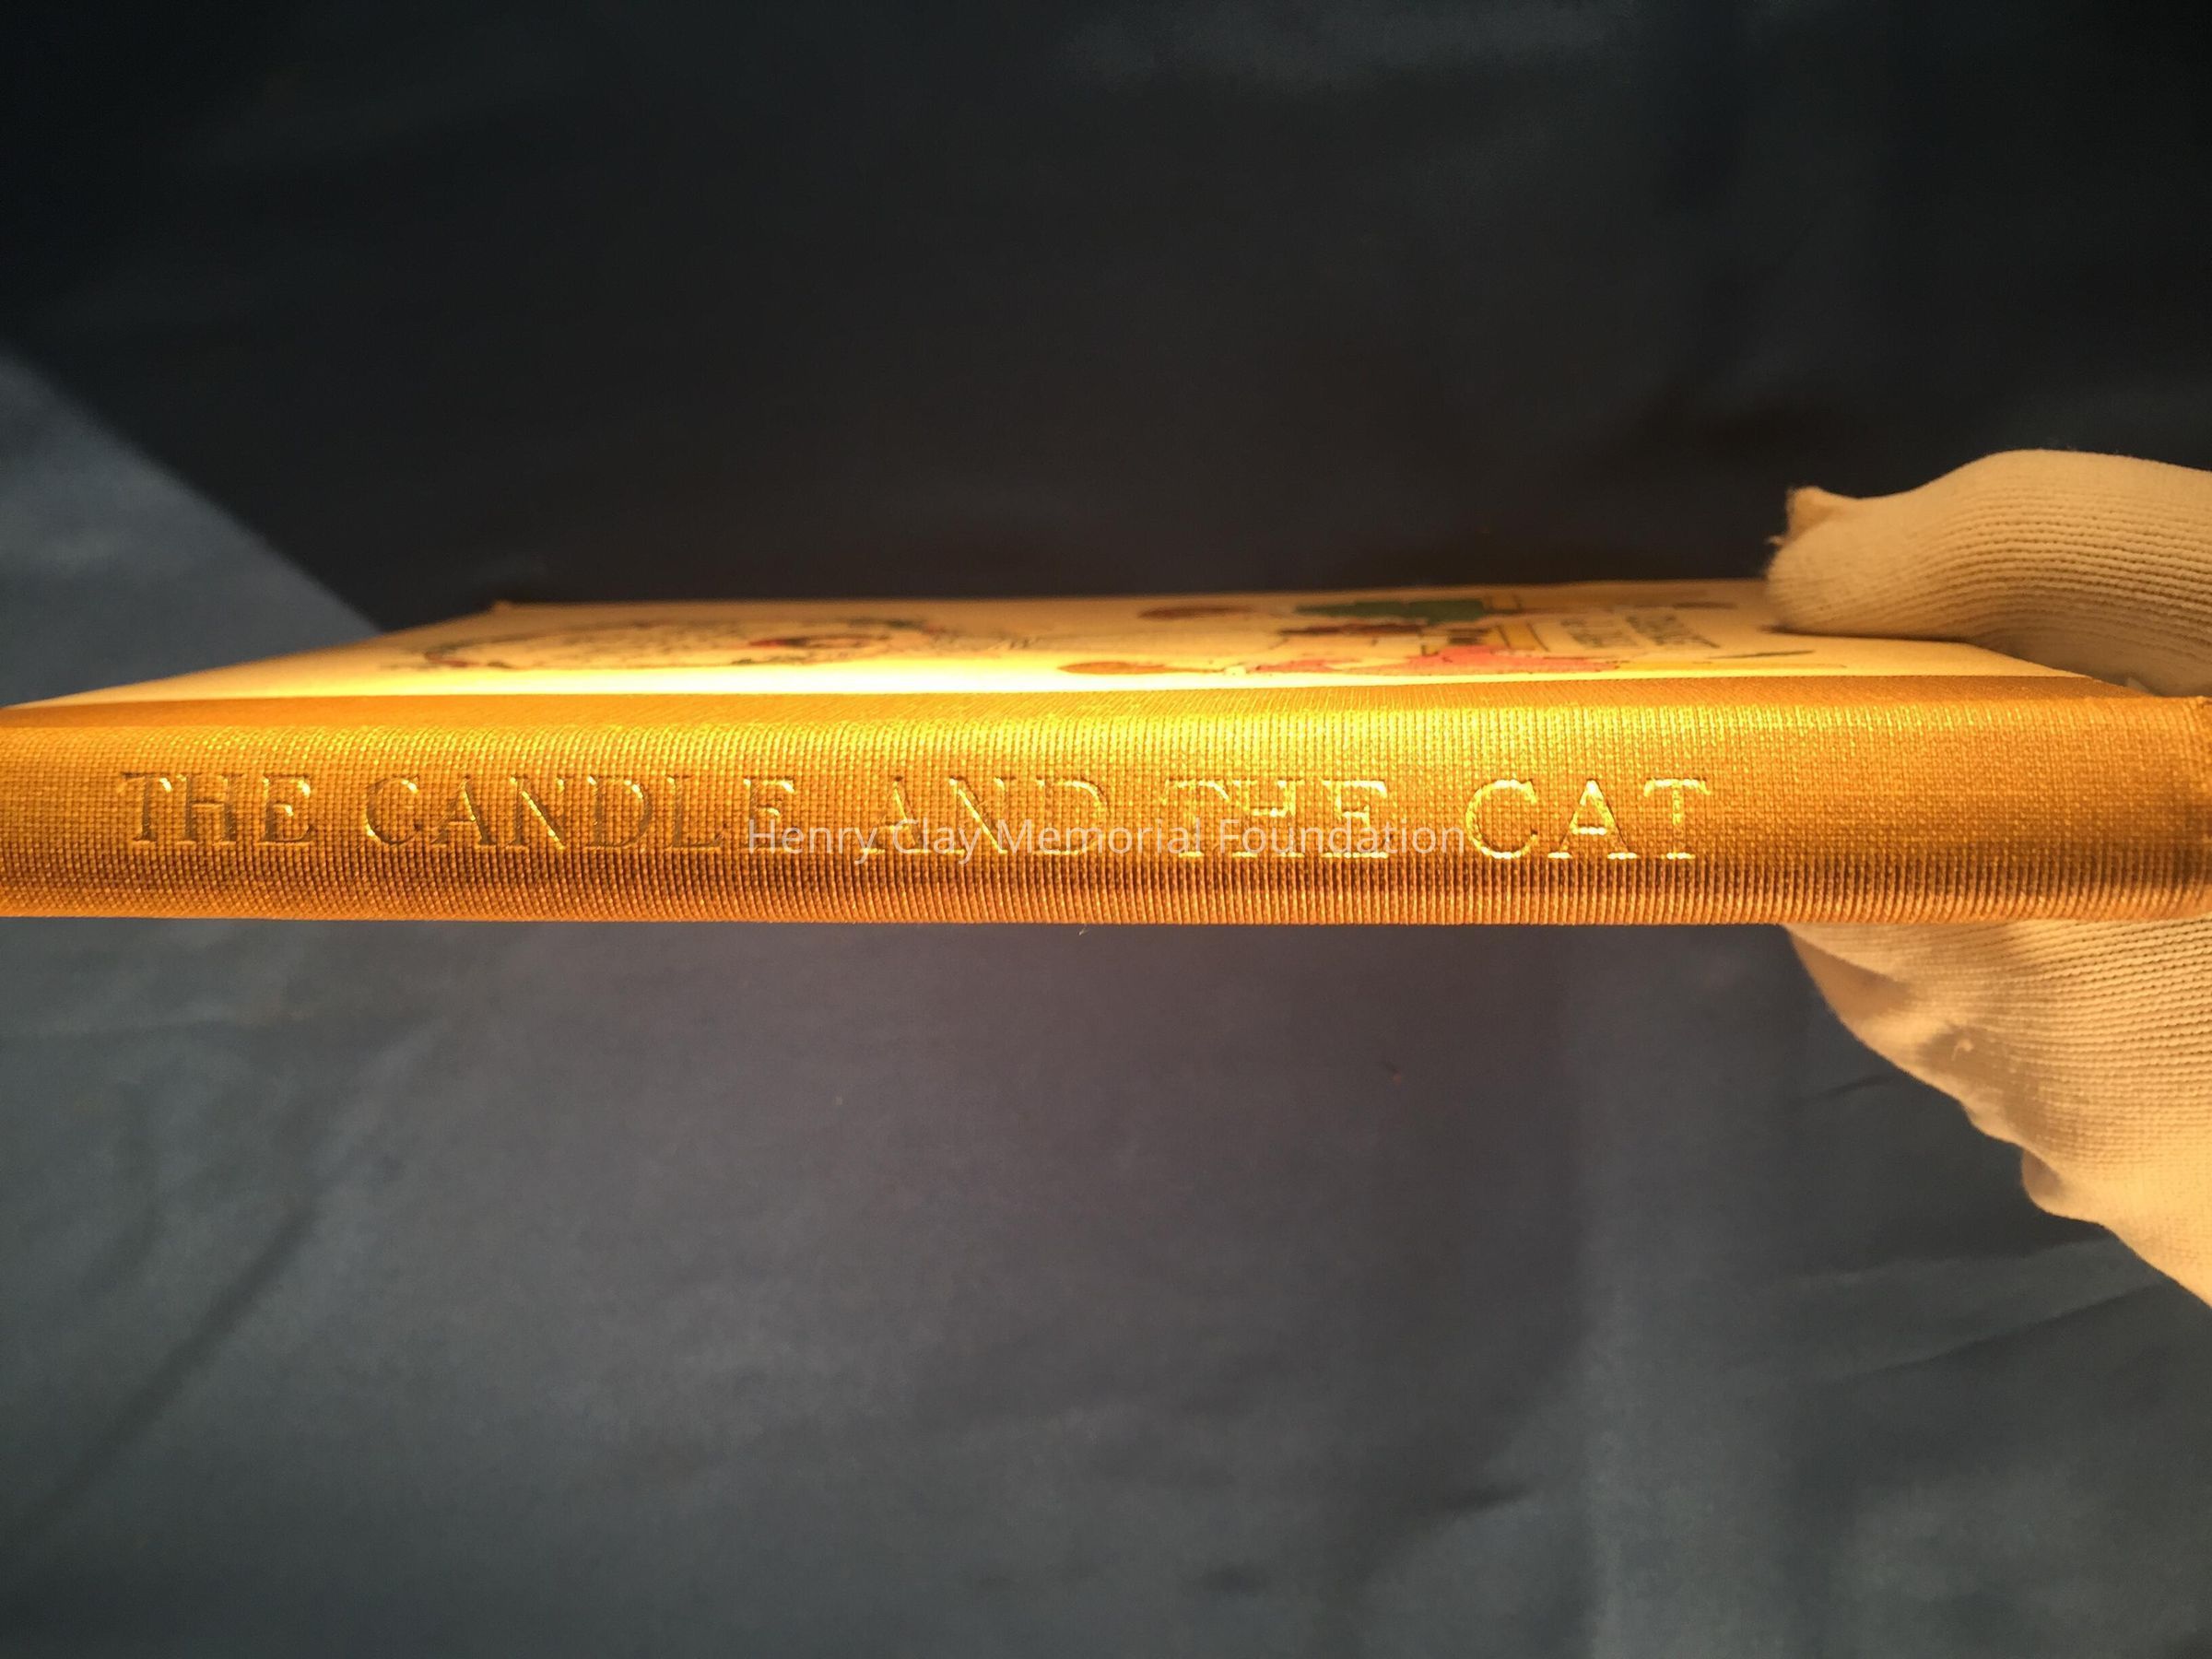 THE CANDLE AND THE CAT
Henry Clay Memorial Foundation